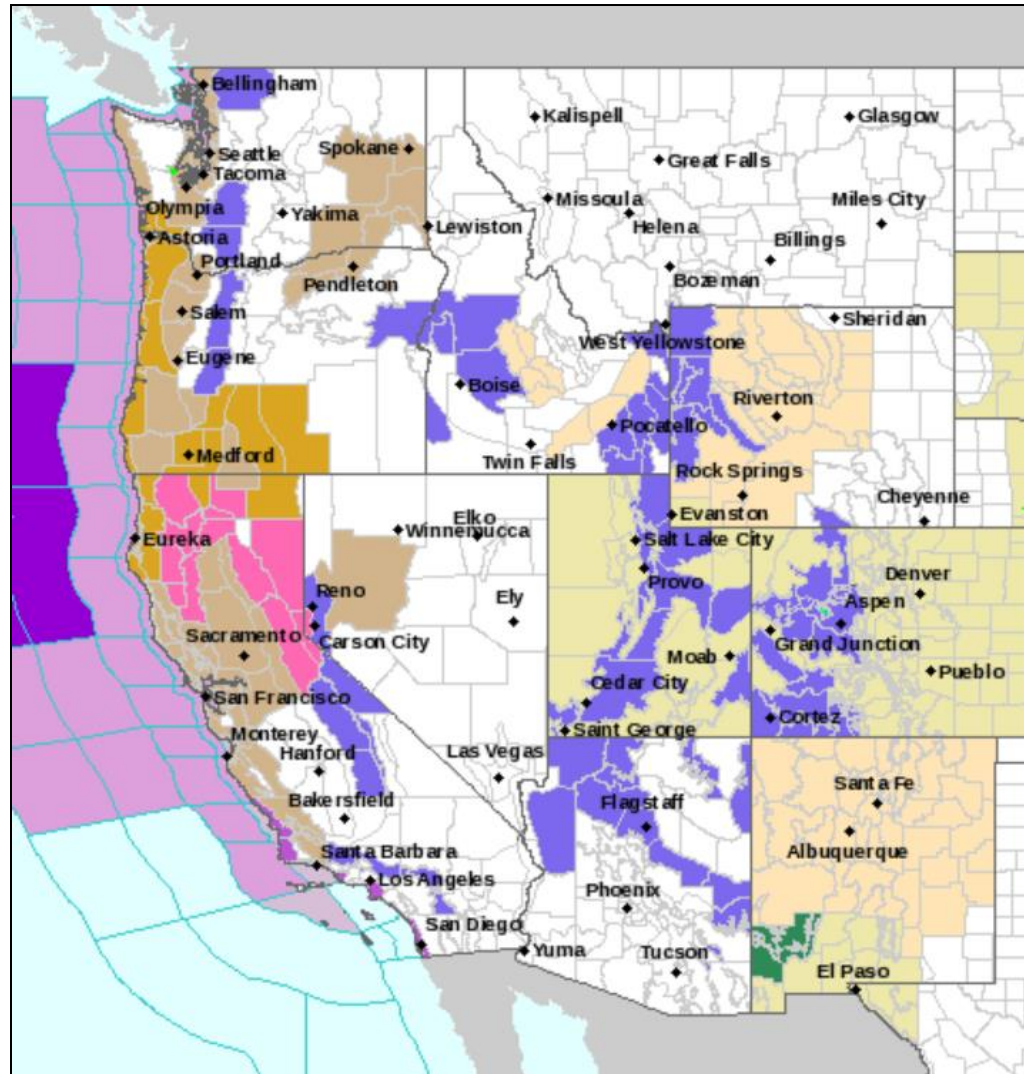 Bellingham
Kalispell
Glasgow
Seattle
Spokane
Great Falls
Tacoma
Missoula
Miles City
Olympia
Yakima
Lewiston
Helena
Astoria
Billings
Portland
Pendleton
Bozeman
Salem
Sheridan
West Yellowstone
Eugene
Boise
Riverton
Pocatello
Medford
Twin Falls
Rock Springs
Cheyenne
Elko
Evanston
Eureka
Winnemucca
Salt Lake City
Denver
Provo
Reno
Ely
Aspen
Sacramento
Carson City
Grand Junction
Moab
Pueblo
Cedar City
San Francisco
Cortez
Saint George
Monterey
Hanford
Las Vegas
Santa Fe
Bakersfield
Flagstaff
Santa Barbara
Albuquerque
Los Angeles
Phoenix
San Diego
Yuma
Tucson
El Paso